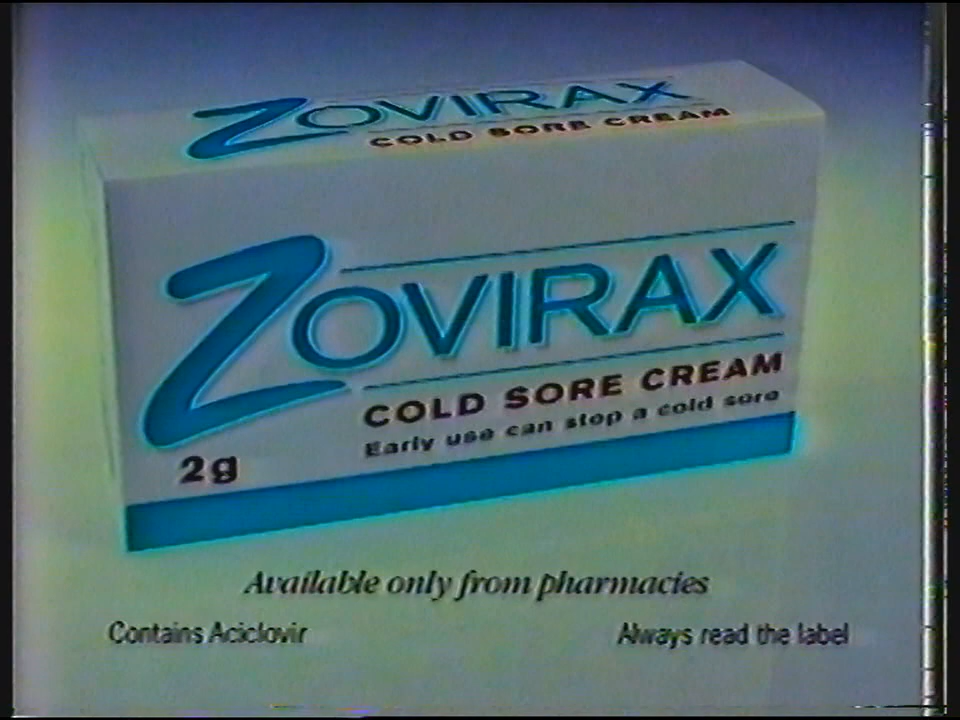 ZOVIRAX
COLD SORE CREAM
ZOVIRAX
COLD SORE CREAM
Early use can stop a cold sore
2g
Available only from pharmacies
Contains Aciclovir
Always read the label